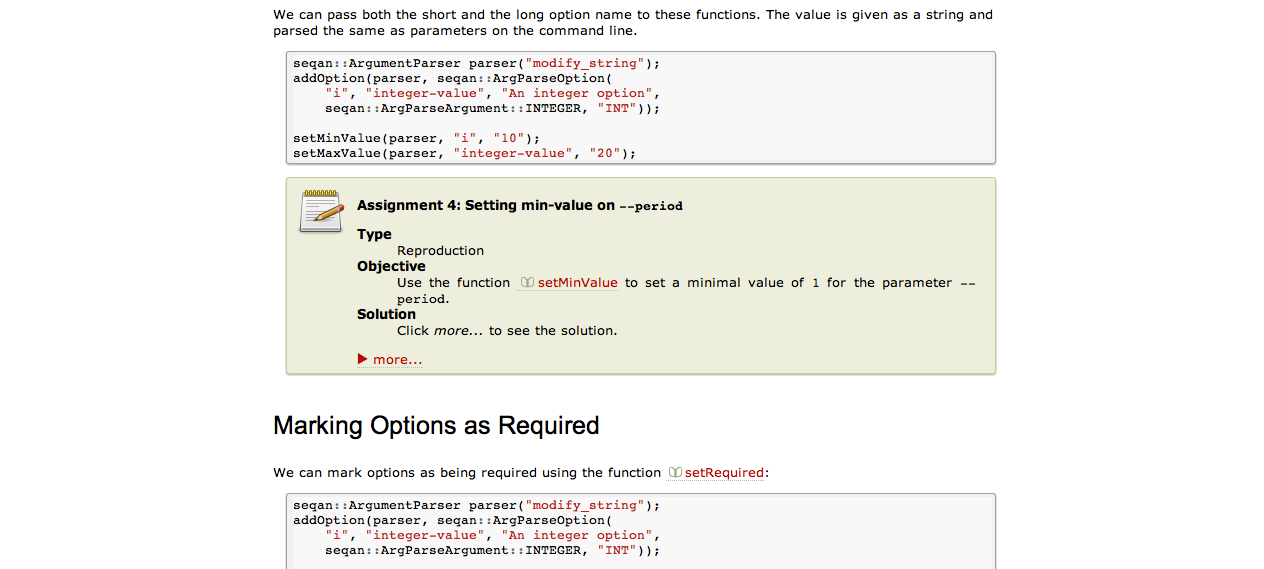 We can pass both the short and the long option name to these functions. The value is given as a string and
parsed the same as parameters on the command line.
seqan::ArgumentParser parser("modify_string");
addOption(parser, seqan::ArgParseOption(
    "i", "integer-value", "An integer option",
    seqan::ArgParseArgument::INTEGER, "INT"));
setMinValue(parser, "i", "10");
setMaxValue(parser, "integer-value", "20");
Assignment 4: Setting min-value on --period
Type
Reproduction
Objective
Use the function setMinValue to set a minimal value of 1 for the parameter --
period.
Solution
Click more... to see the solution.
▶ more...
Marking Options as Required
We can mark options as being required using the function setRequired:
seqan::ArgumentParser parser("modify_string");
addOption(parser, seqan::ArgParseOption(
    "i", "integer-value", "An integer option",
    seqan::ArgParseArgument::INTEGER, "INT"));